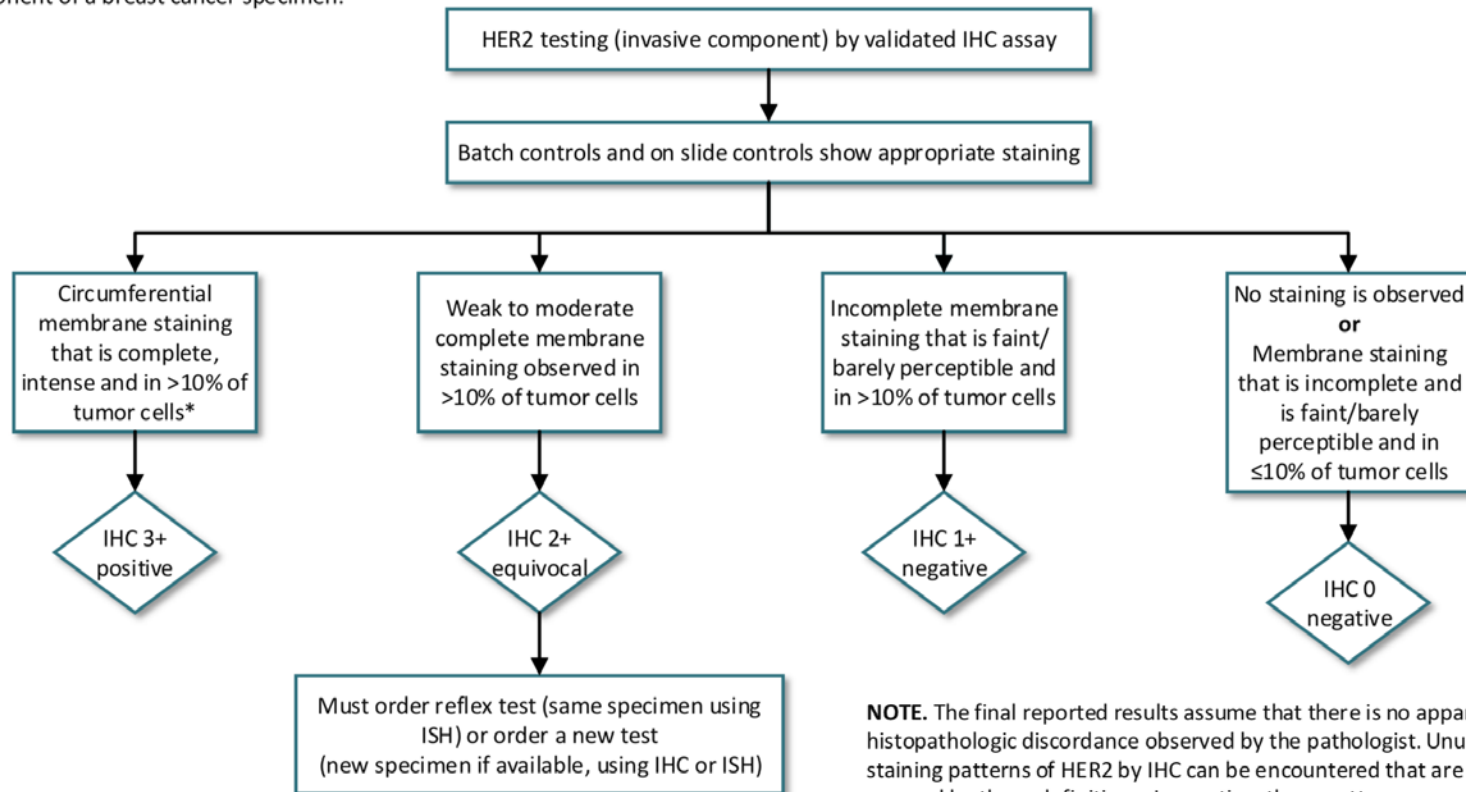 of a breast cancer specimen.
HER2 testing (invasive component) by validated IHC assay
Batch controls and on slide controls show appropriate staining
Circumferential
membrane staining
that is complete,
intense and in >10% of
tumor cells*
Weak to moderate
complete membrane
staining observed in
>10% of tumor cells
Incomplete membrane
staining that is faint/
barely perceptible and
in >10% of tumor cells
No staining is observed
or
Membrane staining
that is incomplete and
is faint/barely
perceptible and in
≤10% of tumor cells
IHC 3+
positive
IHC 2+
equivocal
IHC 1+
negative
IHC 0
negative
Must order reflex test (same specimen using
ISH) or order a new test
(new specimen if available, using IHC or ISH)
NOTE. The final reported results assume that there is no
histopathologic discordance observed by the pathologist.
staining patterns of HER2 by IHC can be encountered that are